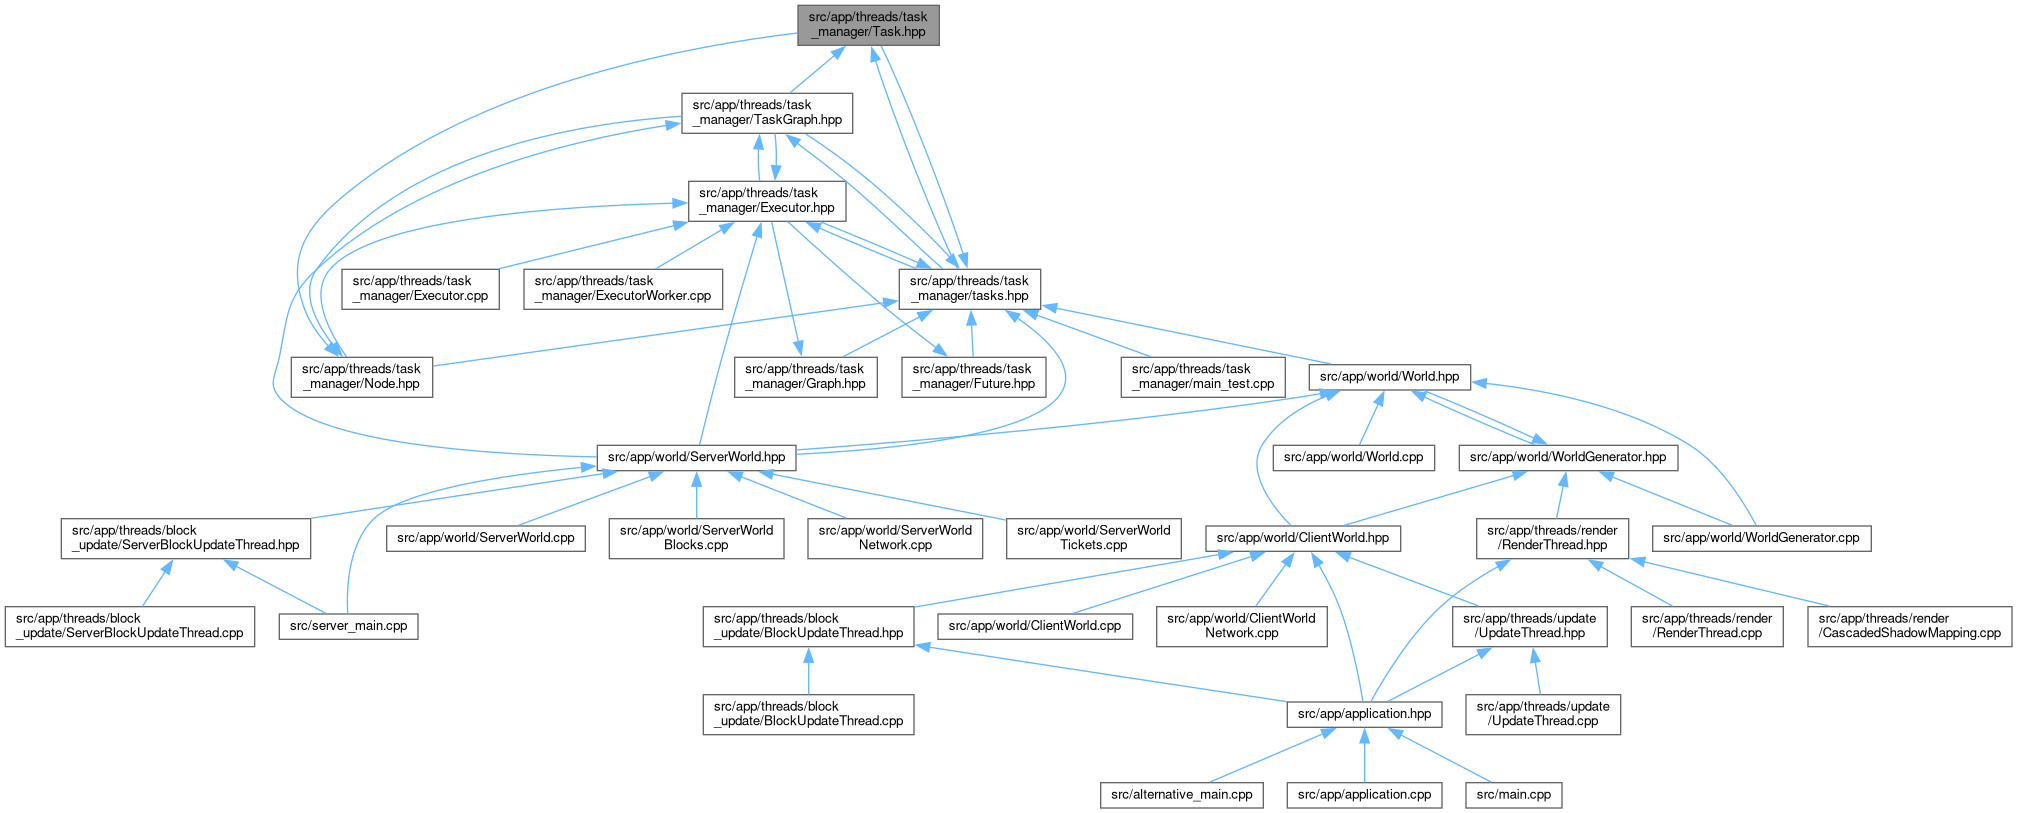 src/app/threads/task
_manager/Task.hpp
src/app/threads/task
_manager/TaskGraph.hpp
src/app/threads/task
_manager/Executor.hpp
src/app/threads/task
_manager/Executor.cpp
src/app/threads/task
_manager/ExecutorWorker.cpp
src/app/threads/task
_manager/tasks.hpp
src/app/threads/task
_manager/Node.hpp
src/app/threads/task
_manager/Graph.hpp
src/app/threads/task
_manager/Future.hpp
src/app/threads/task
_manager/main_test.cpp
src/app/world/World.hpp
src/app/world/ServerWorld.hpp
src/app/world/World.cpp
src/app/world/WorldGenerator.hpp
src/app/threads/block
_update/ServerBlockUpdateThread.hpp
src/app/world/ServerWorld.cpp
src/app/world/ServerWorld
Blocks.cpp
src/app/world/ServerWorld
Network.cpp
src/app/world/ServerWorld
Tickets.cpp
src/app/world/ClientWorld.hpp
src/app/threads/render
/RenderThread.hpp
src/app/world/WorldGenerator.cpp
src/app/threads/block
_update/ServerBlockUpdateThread.cpp
src/server_main.cpp
src/app/threads/block
_update/BlockUpdateThread.hpp
src/app/world/ClientWorld.cpp
src/app/world/ClientWorld
Network.cpp
src/app/threads/update
/UpdateThread.hpp
src/app/threads/render
/RenderThread.cpp
src/app/threads/render
/CascadedShadowMapping.cpp
src/app/threads/block
_update/BlockUpdateThread.cpp
src/app/application.hpp
src/app/threads/update
/UpdateThread.cpp
src/alternative_main.cpp
src/app/application.cpp
src/main.cpp